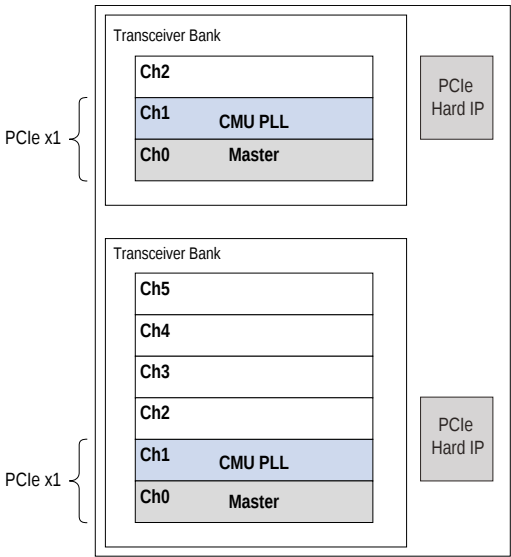 Transceiver Bank
Ch2
Ch1 CMU PLL
Ch0 Master
PCIe x1
PCIe
Hard IP
Transceiver Bank
Ch5
Ch4
Ch3
Ch2
Ch1 CMU PLL
Ch0 Master
PCIe x1
PCIe
Hard IP